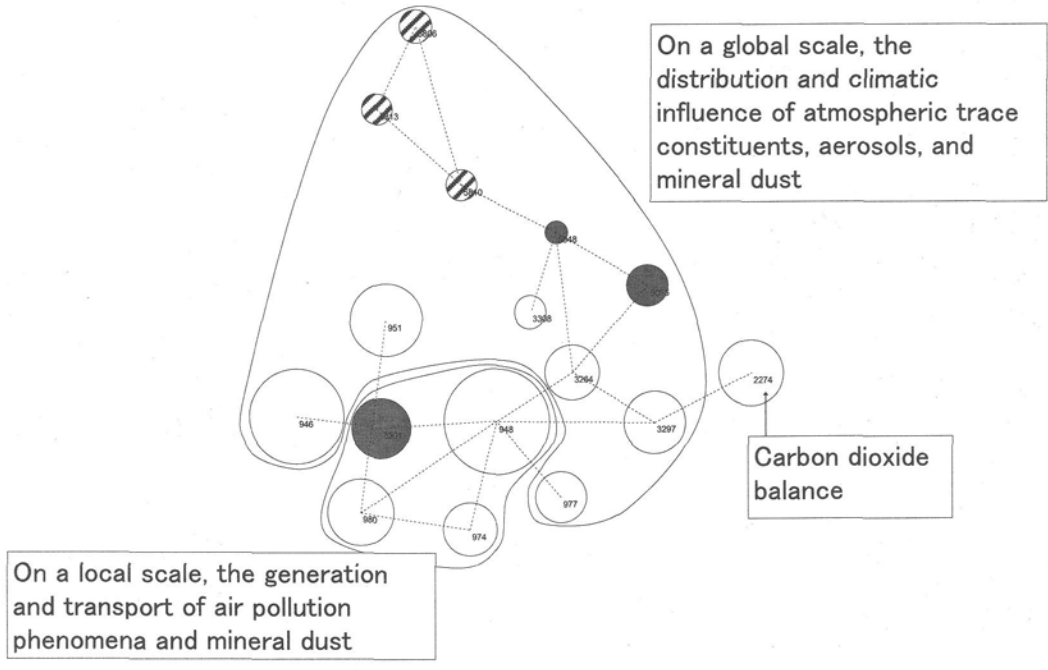 On a global scale, the
distribution and climatic
influence of atmospheric trace
constituents, aerosols, and
mineral dust
951
3308
3264
2274
946
948
3297
977
980
974
Carbon dioxide
balance
On a local scale, the generation
and transport of air pollution
phenomena and mineral dust